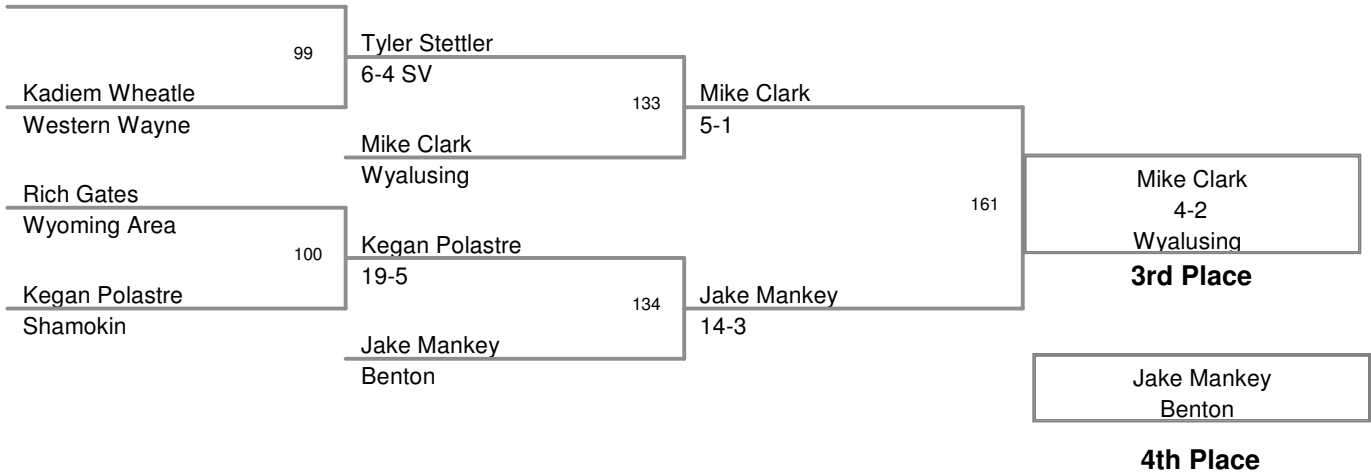 99
Tyler Stettler
6-4 SV
Kadiem Wheatle
Western Wayne
133
Mike Clark
5-1
Mike Clark
Wyalusing
Rich Gates
Wyoming Area
161
Mike Clark
4-2
Wyalusing
3rd Place
100
Kegan Polastre
19-5
Kegan Polastre
Shamokin
134
Jake Mankey
14-3
Jake Mankey
Benton
Jake Mankey
Benton
4th Place